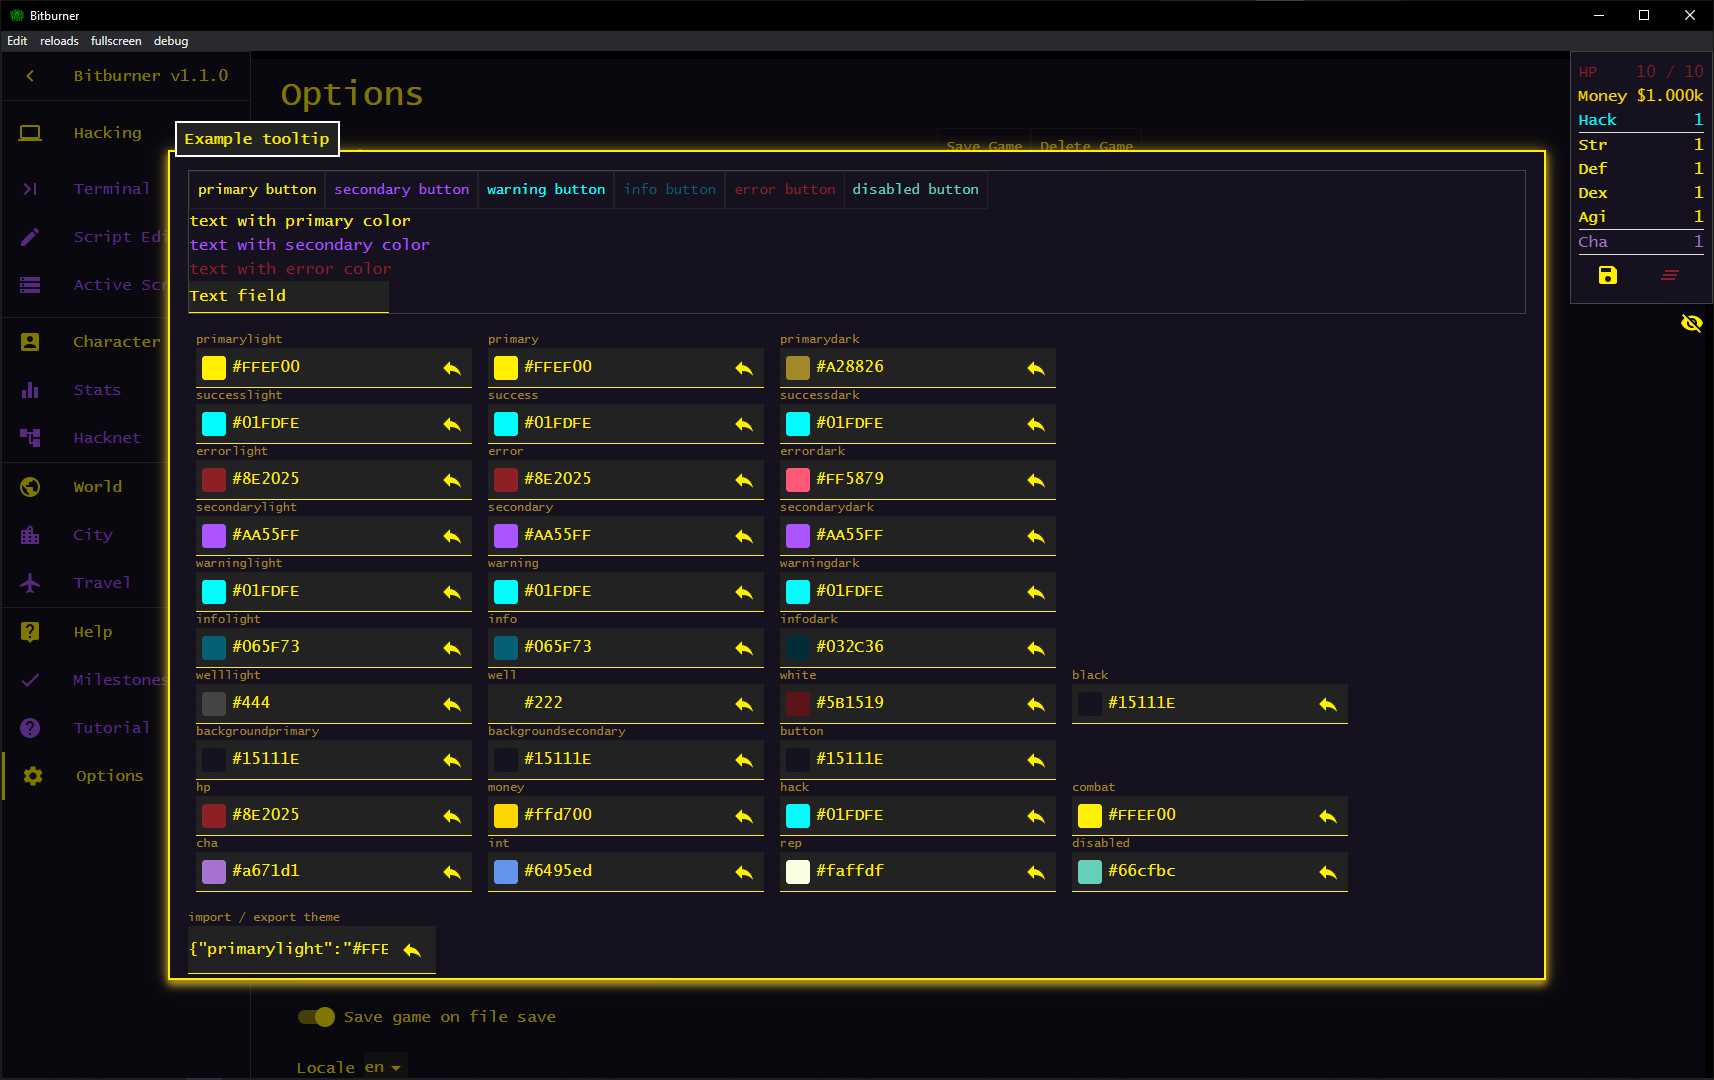 Bitburner
Edit reloads fullscreen debug
Bitburner v1.1.0
Hacking
Terminal
Script Edi
Active Scr
Character
Stats
Hacknet
World
City
Travel
Help
Milestones
Tutorial
Options
Options
Save Game Delete Game
Example tooltip
primary button secondary button warning button info button error button disabled button
text with primary color
text with secondary color
text with error color
Text field
primarylight primary primarydark
#FFEF00 #FFEF00 #A28826
successlight success successdark
#01FDFE #01FDFE #01FDFE
errorlight error errordark
#8E2025 #8E2025 #FF5879
secondarylight secondary secondarydark
#AA55FF #AA55FF #AA55FF
warninglight warning warningdark
#01FDFE #01FDFE #01FDFE
infolight info infodark
#065F73 #065F73 #032C36
welllight well white black
#444 #222 #5B1519 #15111E
backgroundprimary backgroundsecondary button
#15111E #15111E #15111E
hp money hack combat
#8E2025 #ffd700 #01FDFE #FFEF00
cha int rep disabled
#a671d1 #6495ed #faffdf #66cfbc
import / export theme
{"primarylight":"#FFE
Save game on file save
Locale en
HP 10 / 10
Money $1.000k
Hack 1
Str 1
Def 1
Dex 1
Agi 1
Cha 1